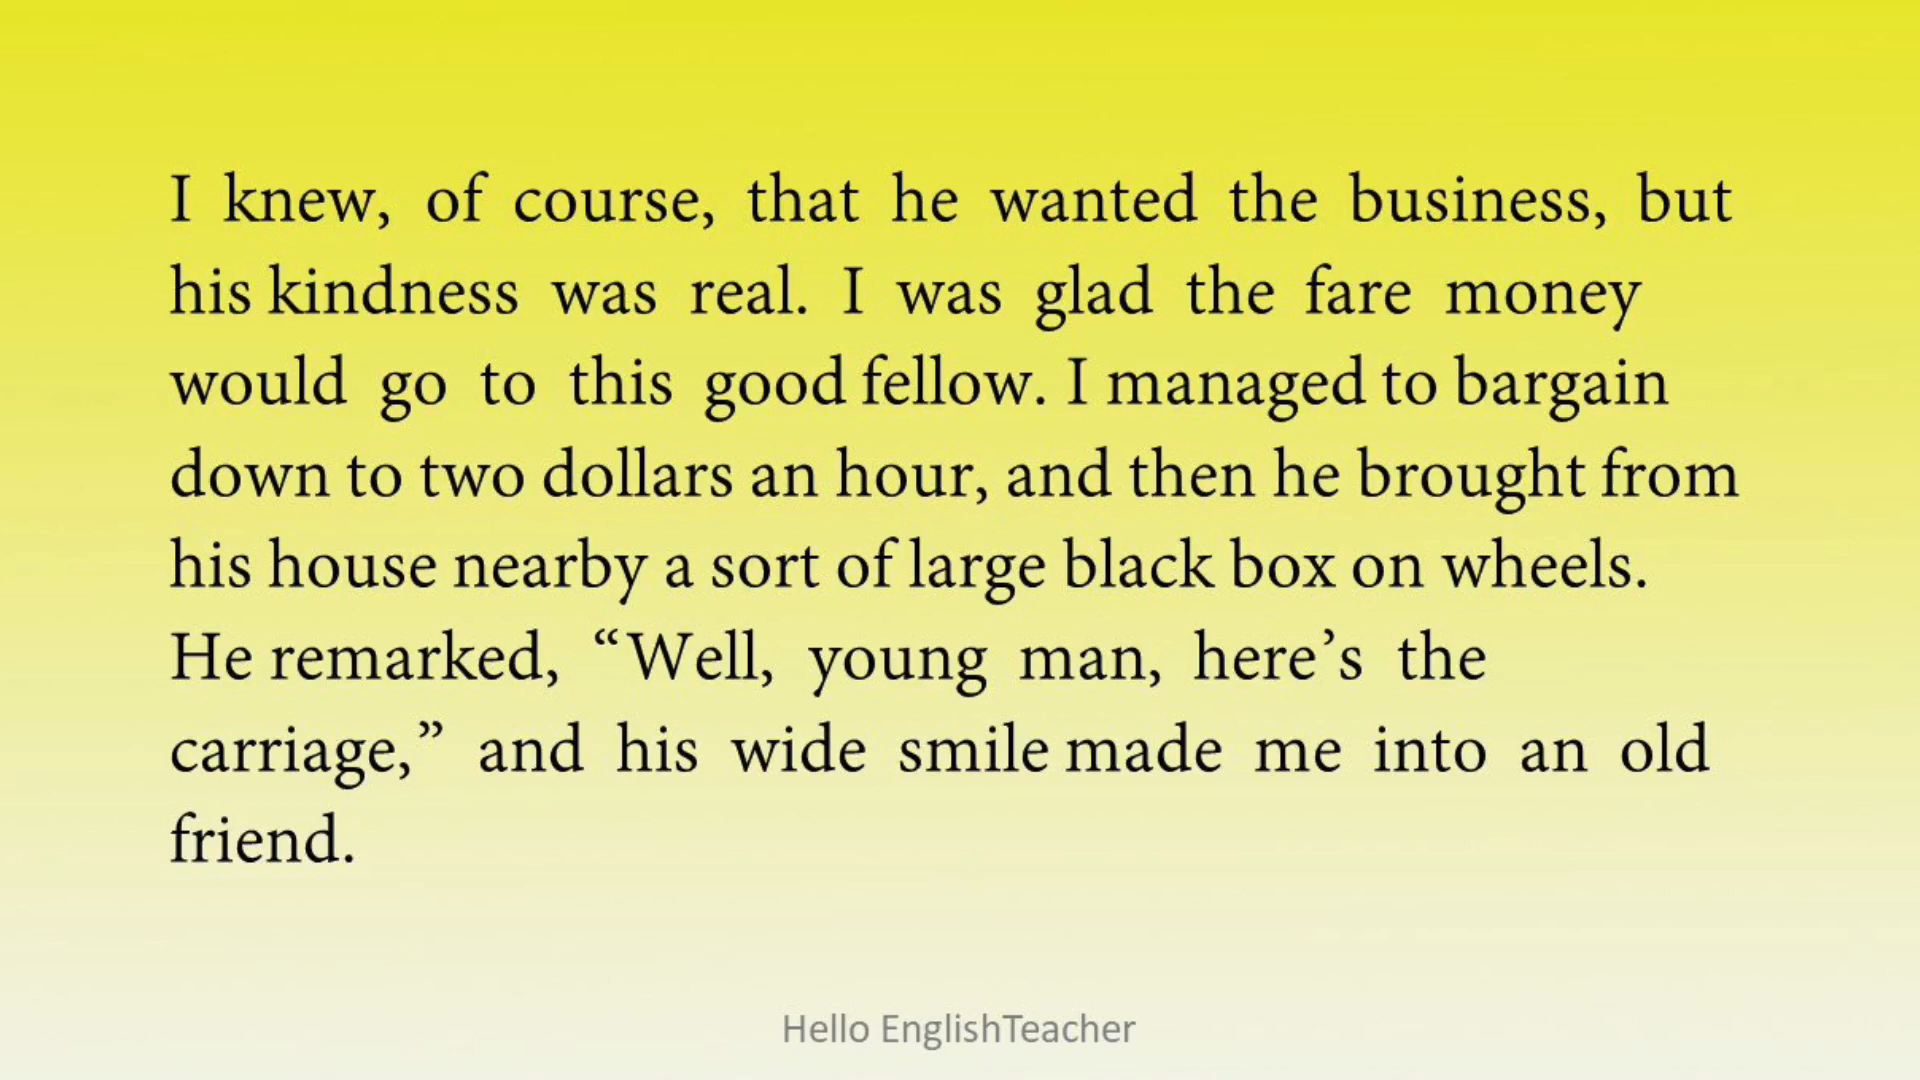 I knew, of course, that he wanted the business, but
his kindness was real. I was glad the fare money
would go to this good fellow. I managed to bargain
down to two dollars an hour, and then he brought from
his house nearby a sort of large black box on wheels.
He remarked, “Well, young man, here’s the
carriage,” and his wide smile made me into an old
friend.
Hello EnglishTeacher